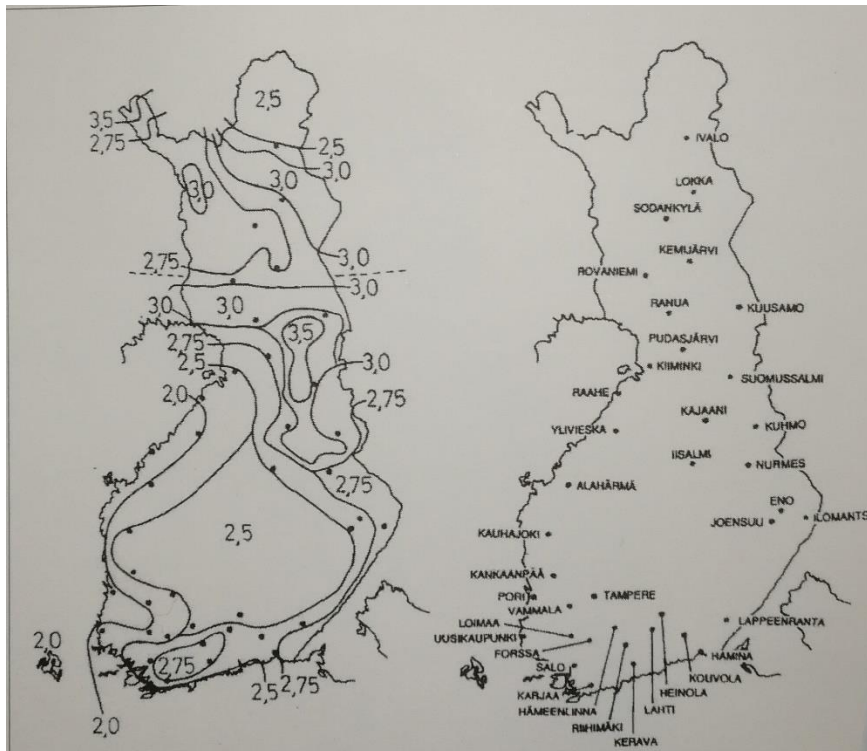 2,5
3,5
2,75
2,5
3,0
3,0
3,0
3,0
2,75
3,0
3,0
3,0
3,5
2,75
2,5
3,0
2,0
2,75
2,75
2,5
2,0
2,75
2,5
2,75
2,0
IVALO
LOKKA
SODANKYLÄ
KEMIJÄRVI
ROVANIEMI
RANUA
KUUSAMO
PUDASJÄRVI
KIIMINKI
SUOMUSSALMI
RAAHE
KAJAANI
YLIVIESKA
KUHMO
IISALMI
NURMES
ALAHÄRMÄ
ENO
JOENSUU
ILOMANTS
KAUHAJOKI
KANKAANPÄÄ
PORI
TAMPERE
VAMMALA
LAPPEENRANTA
LOIMAA
UUSIKAUPUNKI
FORSSA
HAMINA
SALO
KOUVOLA
KARJAA
HEINOLA
HÄMEENLINNA
LAHTI
RIIHIMÄKI
KERAVA